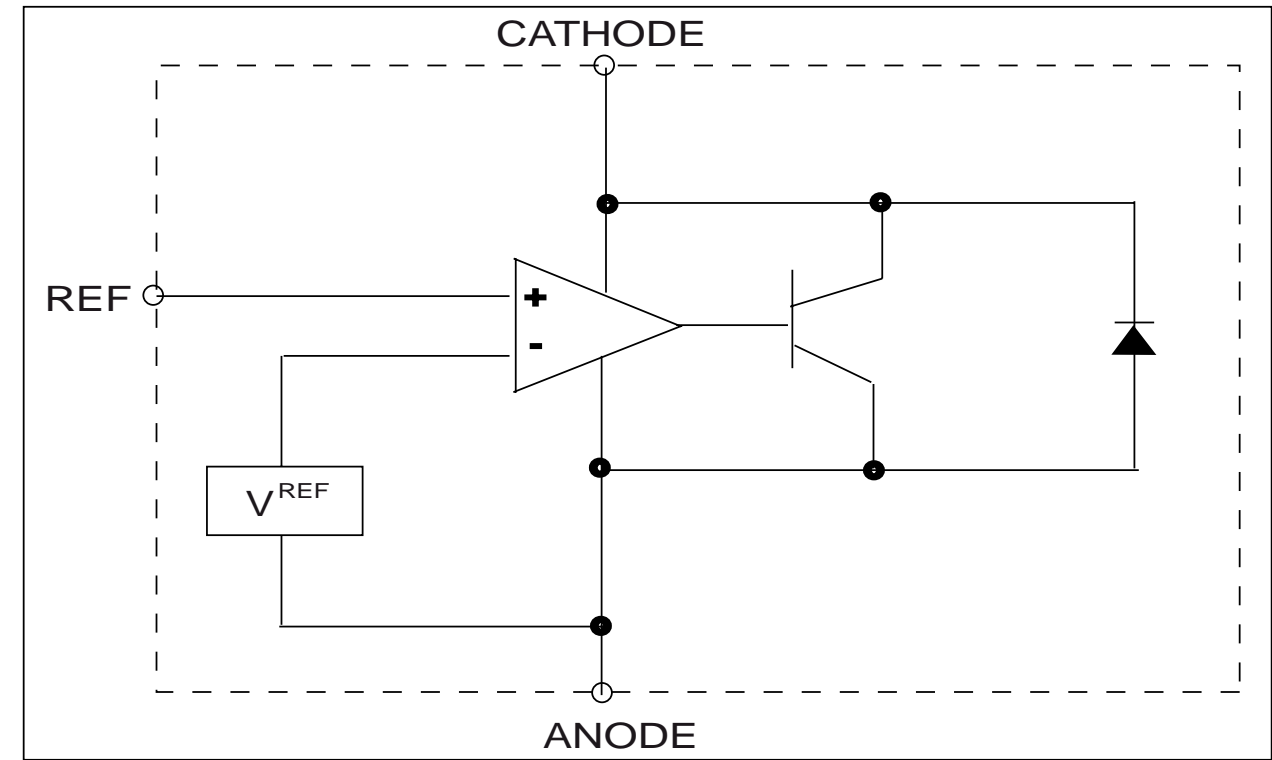 CATHODE
REF
+
-
V^REF
ANODE